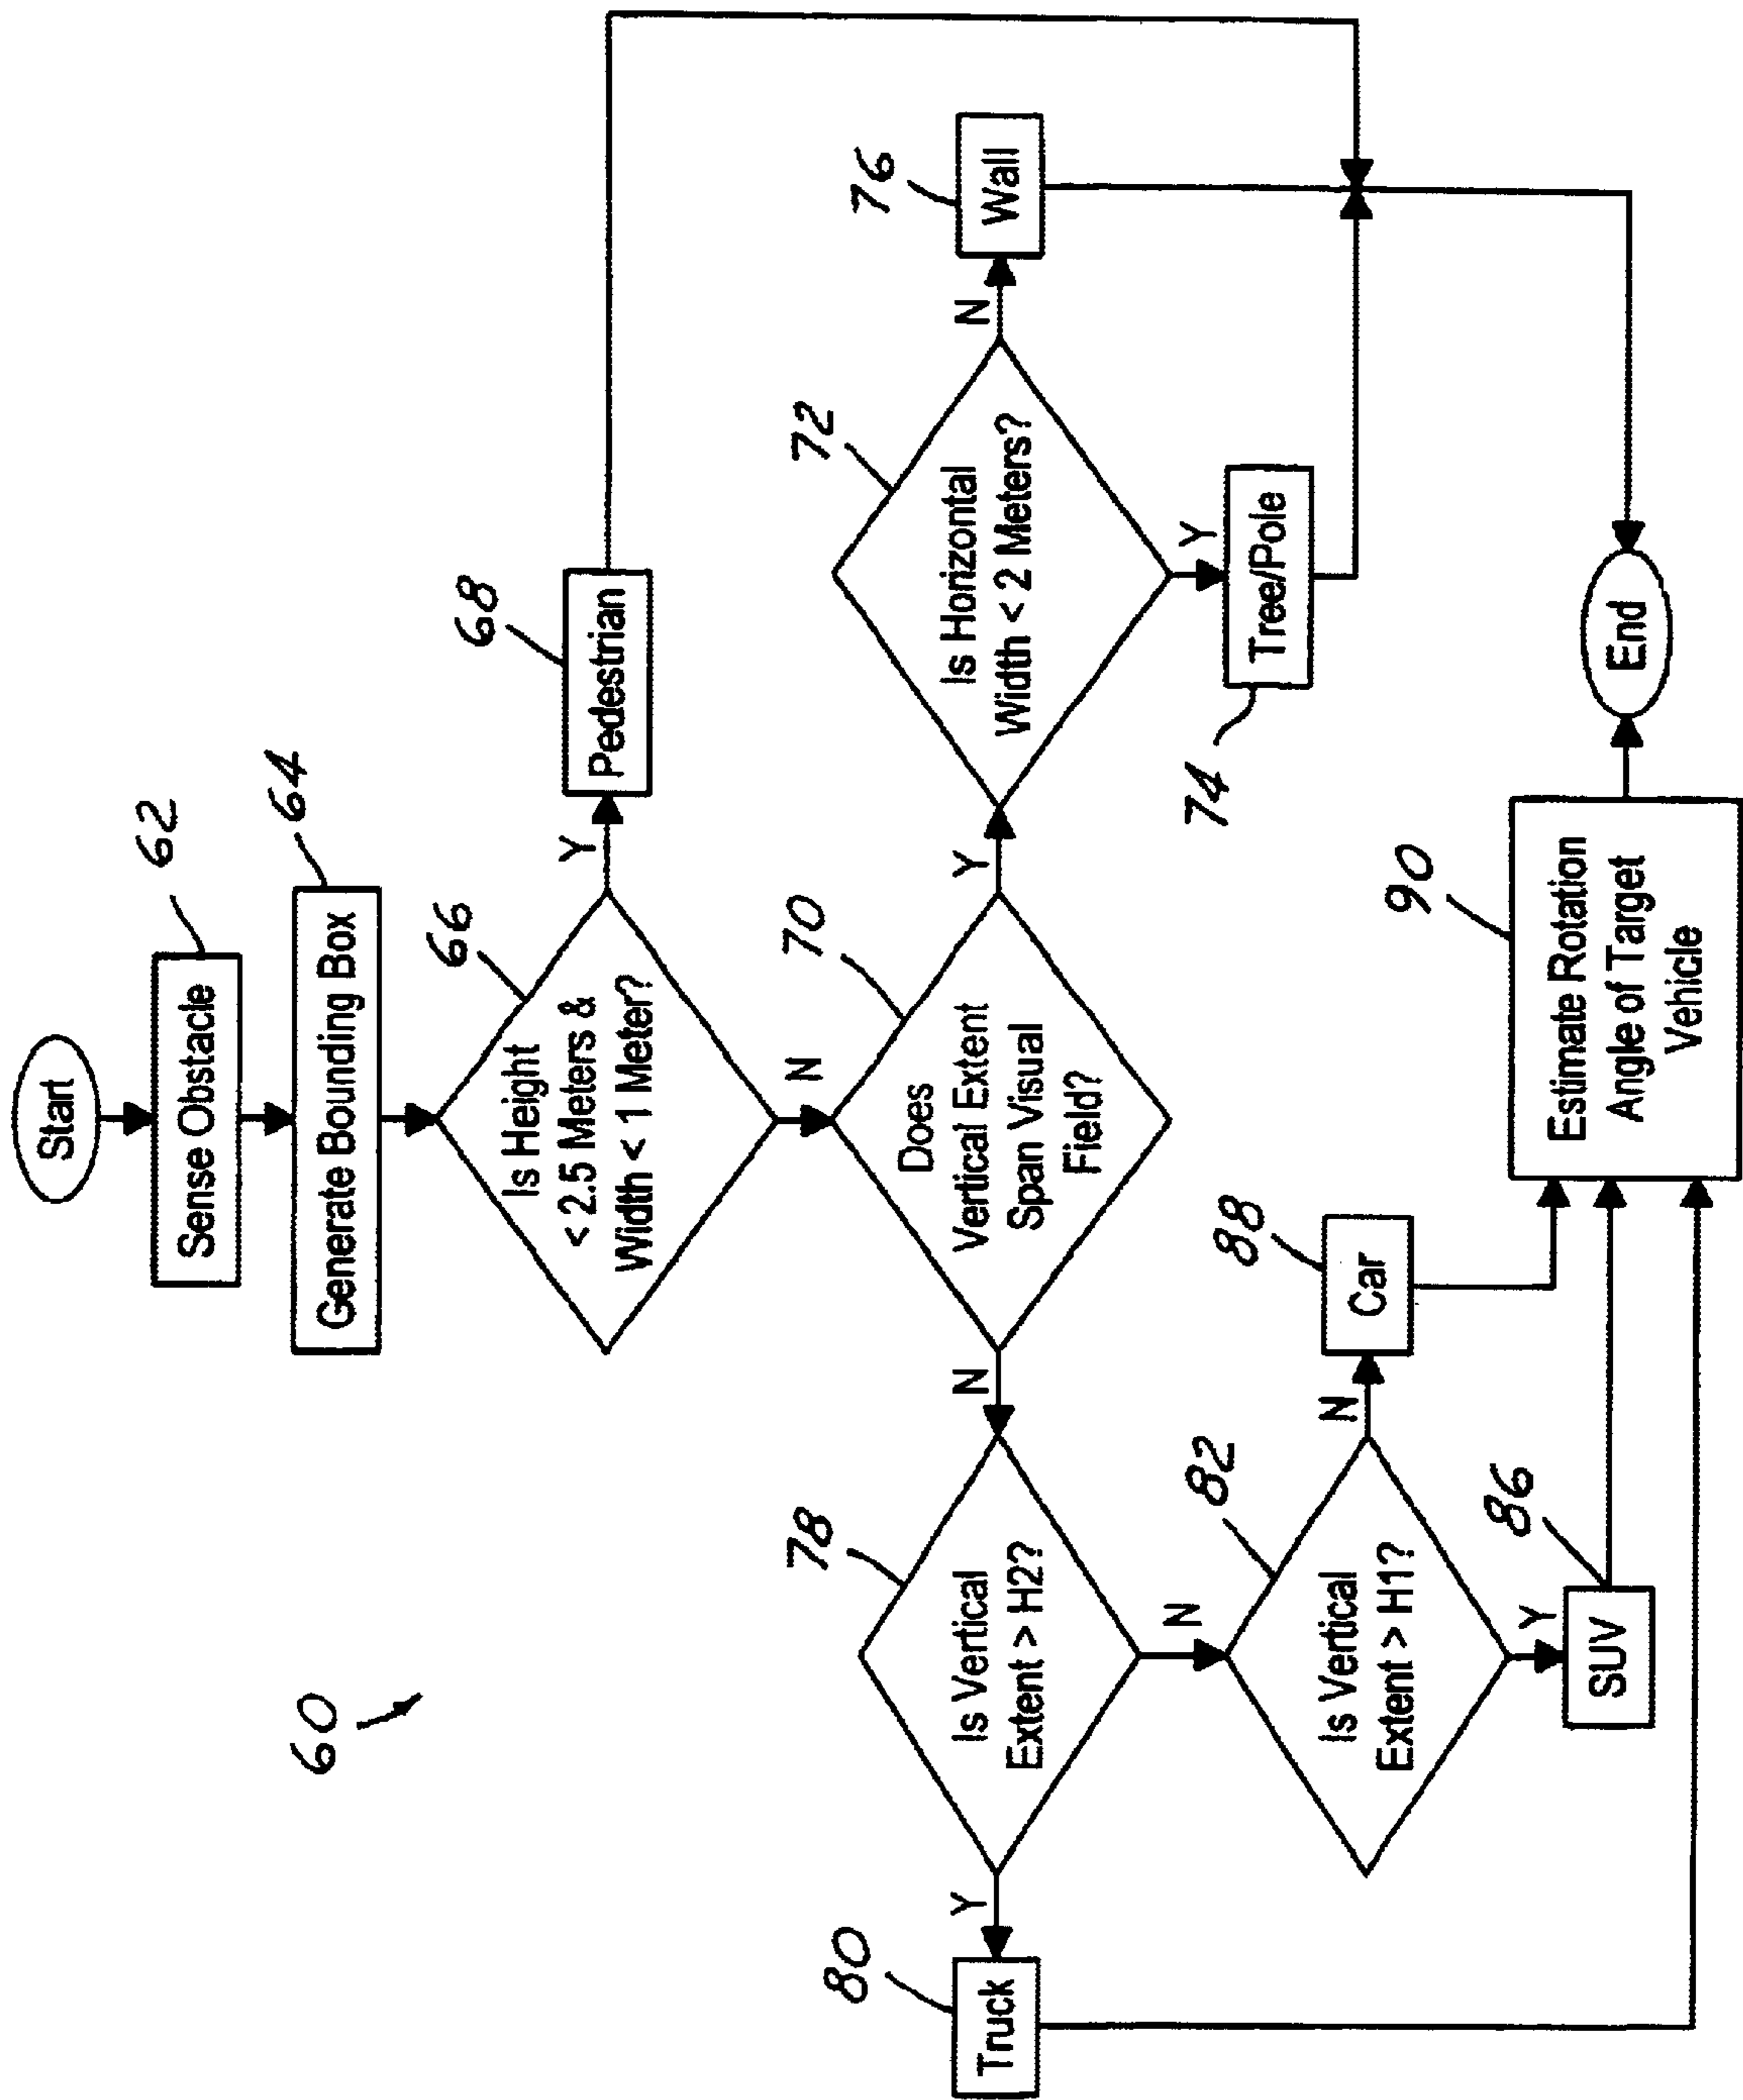 60
Start
62
Sense Obstacle
64
Generate Bounding Box
66
Is Height
< 2.5 Meters &
Width < 1 Meter?
Y
68
Pedestrian
N
70
Does
Vertical Extent
Span Visual
Field?
Y
72
Is Horizontal
Width < 2 Meters?
N
76
Wall
Y
74
Tree/Pole
N
78
Is Vertical
Extent > H2?
Y
80
Truck
N
82
Is Vertical
Extent > H1?
N
88
Car
Y
86
SUV
90
Estimate Rotation
Angle of Target
Vehicle
End